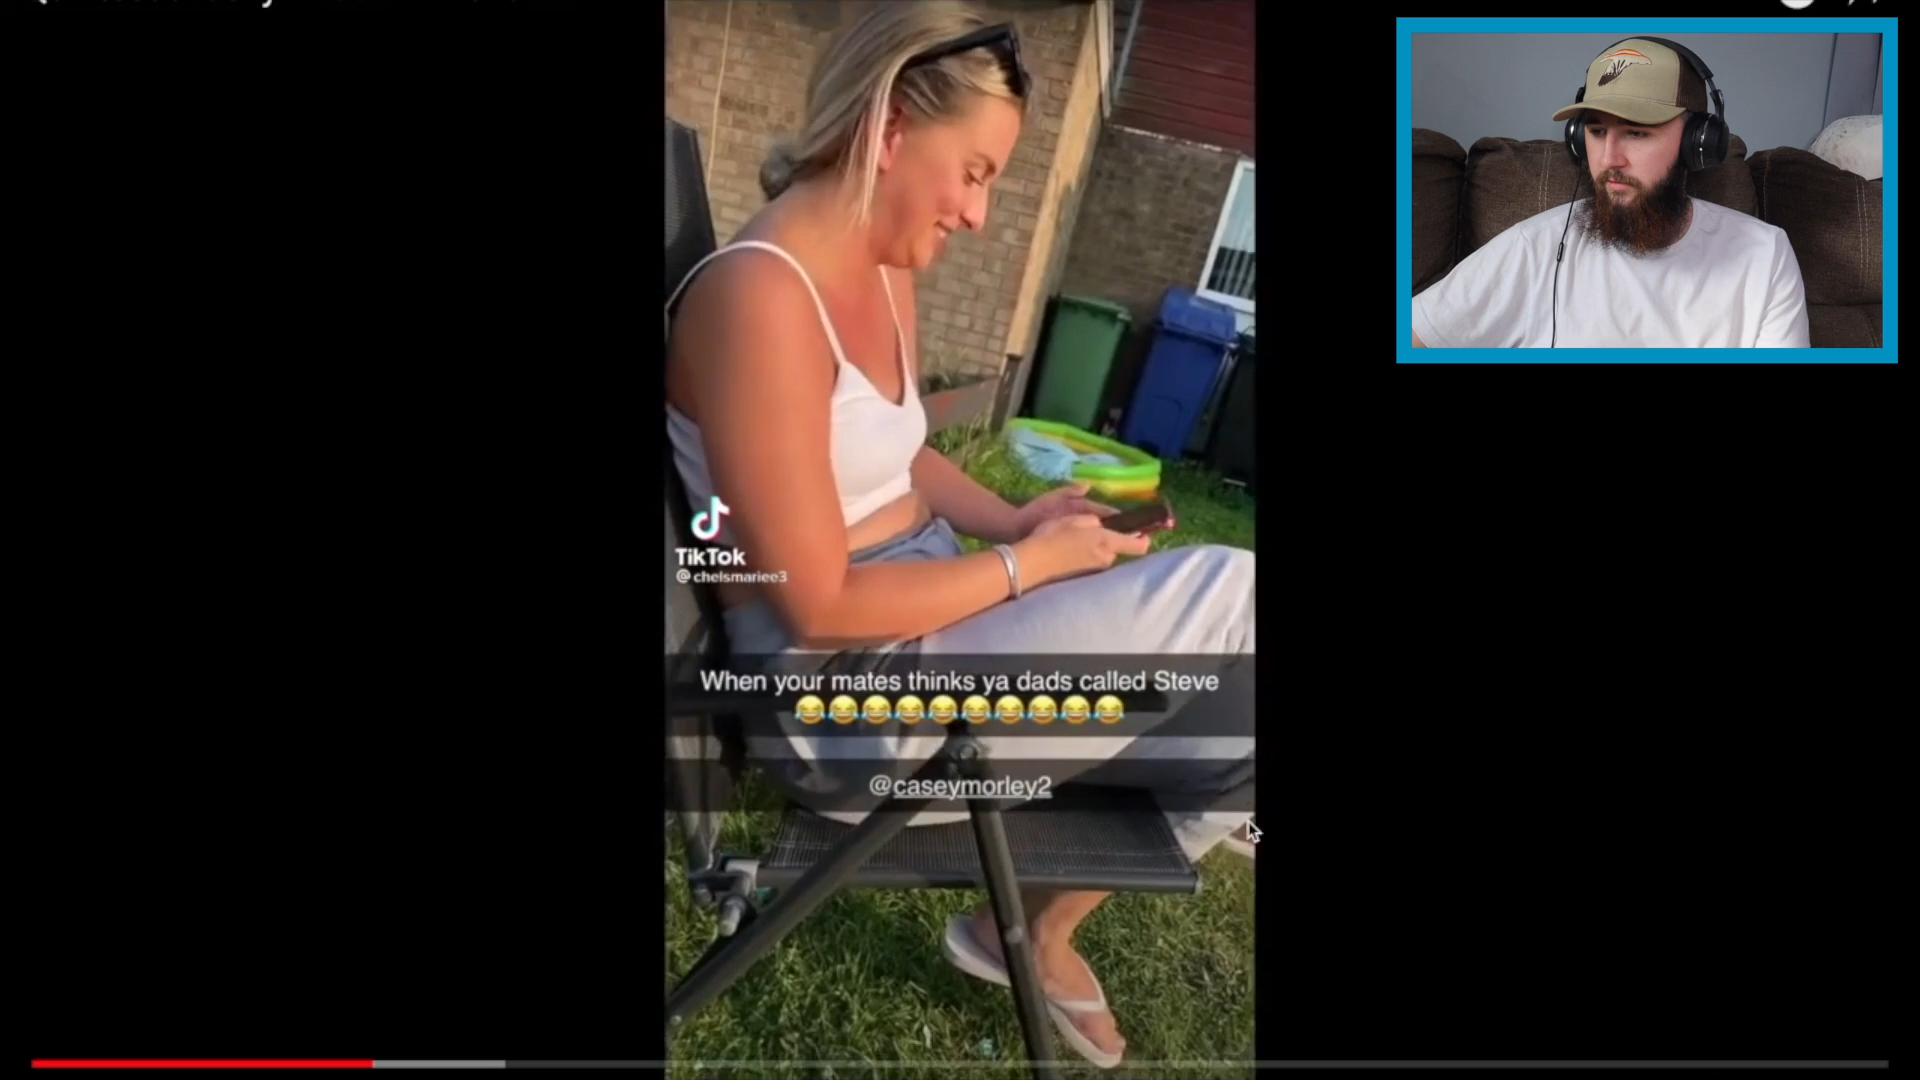 TikTok
@chelsmariee3
When your mates thinks ya dads called Steve
😂😂😂😂😂😂😂😂😂😂
@caseymorley2